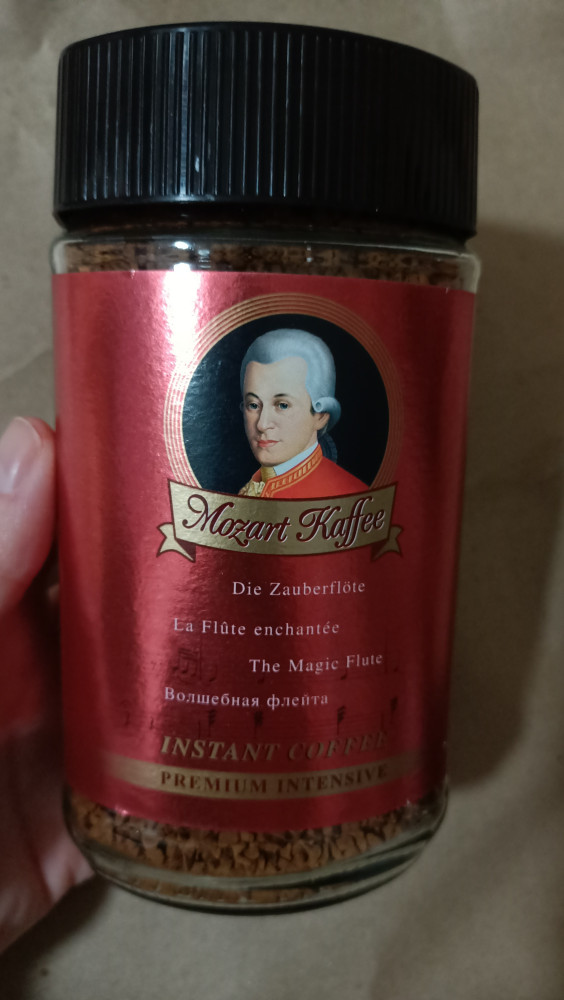 Mozart Kaffee
Die Zauberflöte
La Flûte enchantée
The Magic Flute
Волшебная флейта
INSTANT COFFEE
PREMIUM INTENSIVE